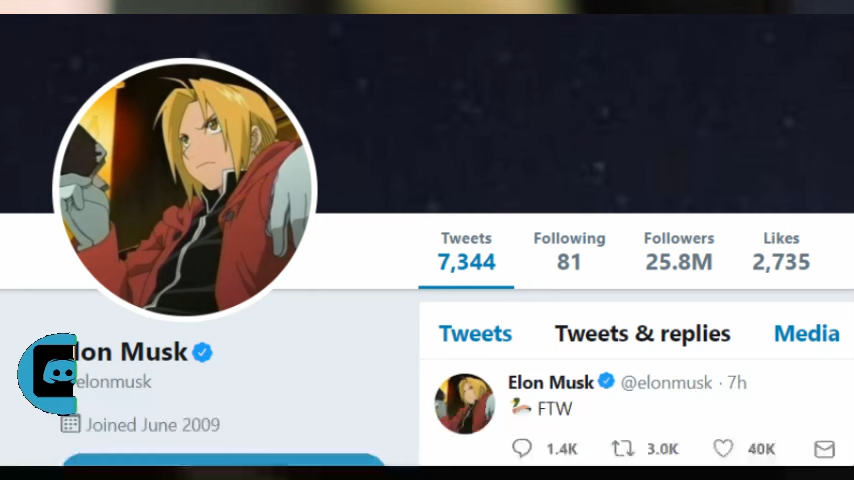 Tweets Following Followers Likes
7,344 81 25.8M 2,735
Tweets Tweets & replies Media
lon Musk
elonmusk
Joined June 2009
Elon Musk @elonmusk · 7h
FTW
1.4K 3.0K 40K